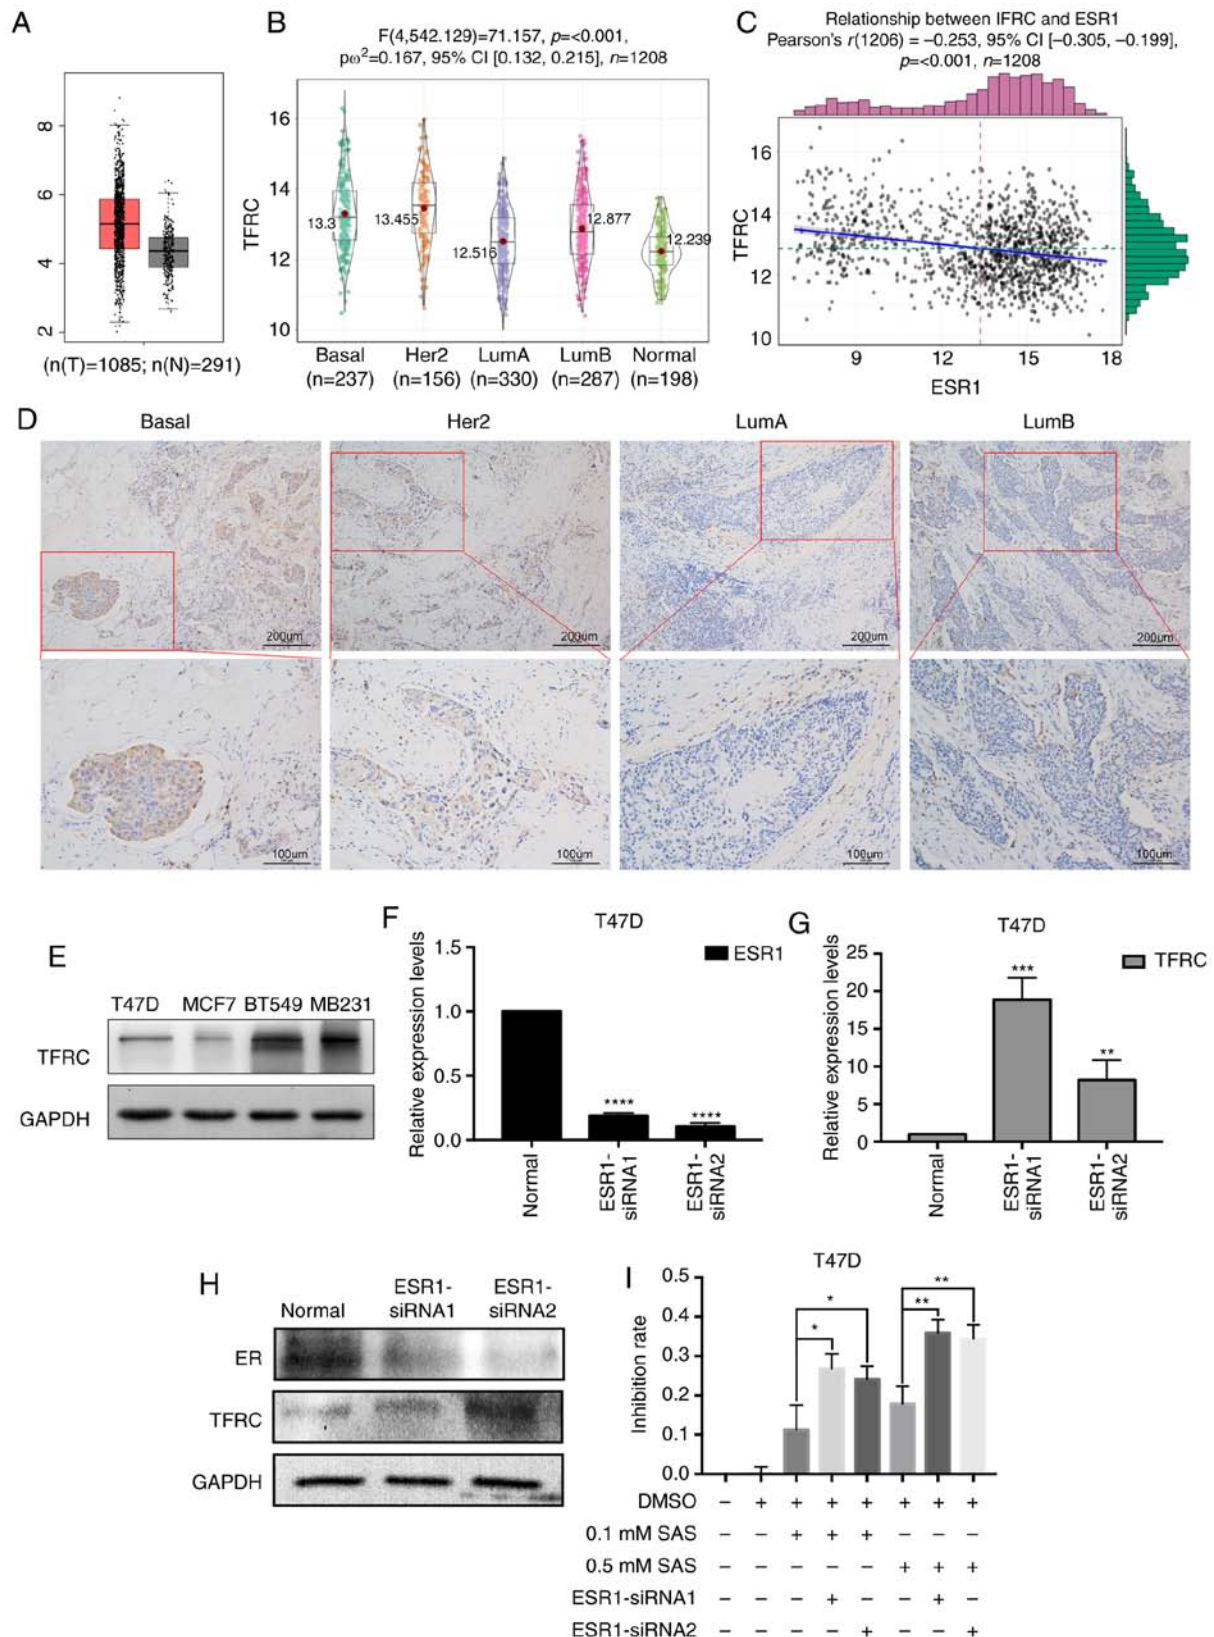 A
8
6
4
2
(n(T)=1085; n(N)=291)
B
F(4,542.129)=71.157, p=<0.001,
pω²=0.167, 95% CI [0.132, 0.215], n=1208
TFRC
16
14
12
10
13.3
13.455
12.516
12.877
12.239
Basal Her2 LumA LumB Normal
(n=237) (n=156) (n=330) (n=287) (n=198)
C
Relationship between IFRC and ESR1
Pearson's r(1206) = −0.253, 95% CI [−0.305, −0.199],
p=<0.001, n=1208
TFRC
16
14
12
10
9 12 15 18
ESR1
D
Basal Her2 LumA LumB
200um 200um 200um 200um
100um 100um 100um 100um
E
T47D MCF7 BT549 MB231
TFRC
GAPDH
F
T47D
ESR1
Relative expression levels
1.5
1.0
0.5
0.0
**** ****
Normal
ESR1-
siRNA1
ESR1-
siRNA2
G
T47D
TFRC
Relative expression levels
25
20
15
10
5
0
***
**
Normal
ESR1-
siRNA1
ESR1-
siRNA2
H
Normal
ESR1-
siRNA1
ESR1-
siRNA2
ER
TFRC
GAPDH
I
T47D
Inhibition rate
0.5
0.4
0.3
0.2
0.1
0.0
*
*
**
**
DMSO − + + + + + + +
0.1 mM SAS − − + + + − − −
0.5 mM SAS − − − − − + + +
ESR1-siRNA1 − − − + − − + −
ESR1-siRNA2 − − − − + − − +